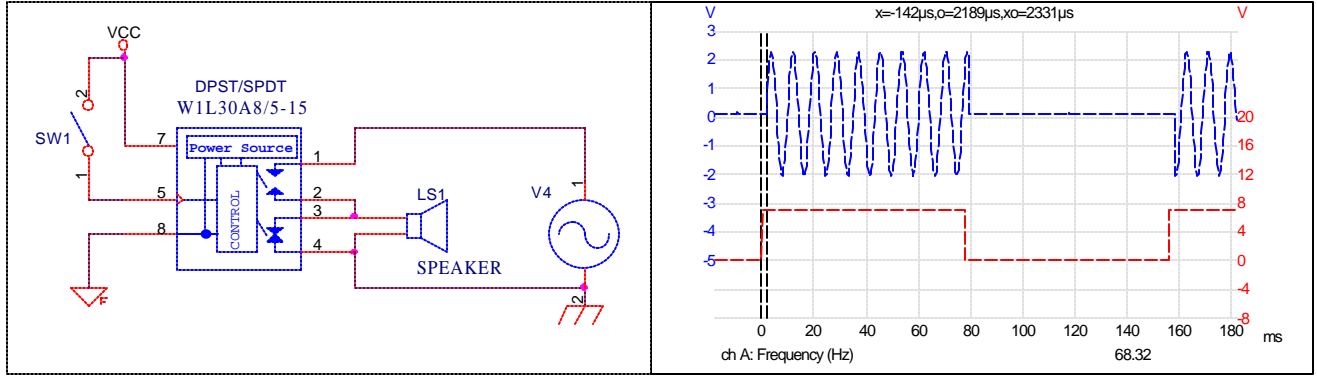 VCC
DPST/SPDT
W1L30A8/5-15
2
SW1
1
7
5
8
Power Source
CONTROL
1
2
3
4
LS1
SPEAKER
V4
1
2
F
V x=-142µs,o=2189µs,xo=2331µs V
3
2
1
0 20
-1 16
-2 12
-3 8
-4 4
-5 0
-4
-8
0 20 40 60 80 100 120 140 160 180 ms
ch A: Frequency (Hz) 68.32